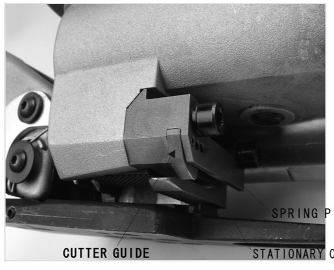 SPRING P
CUTTER GUIDE
STATIONARY C